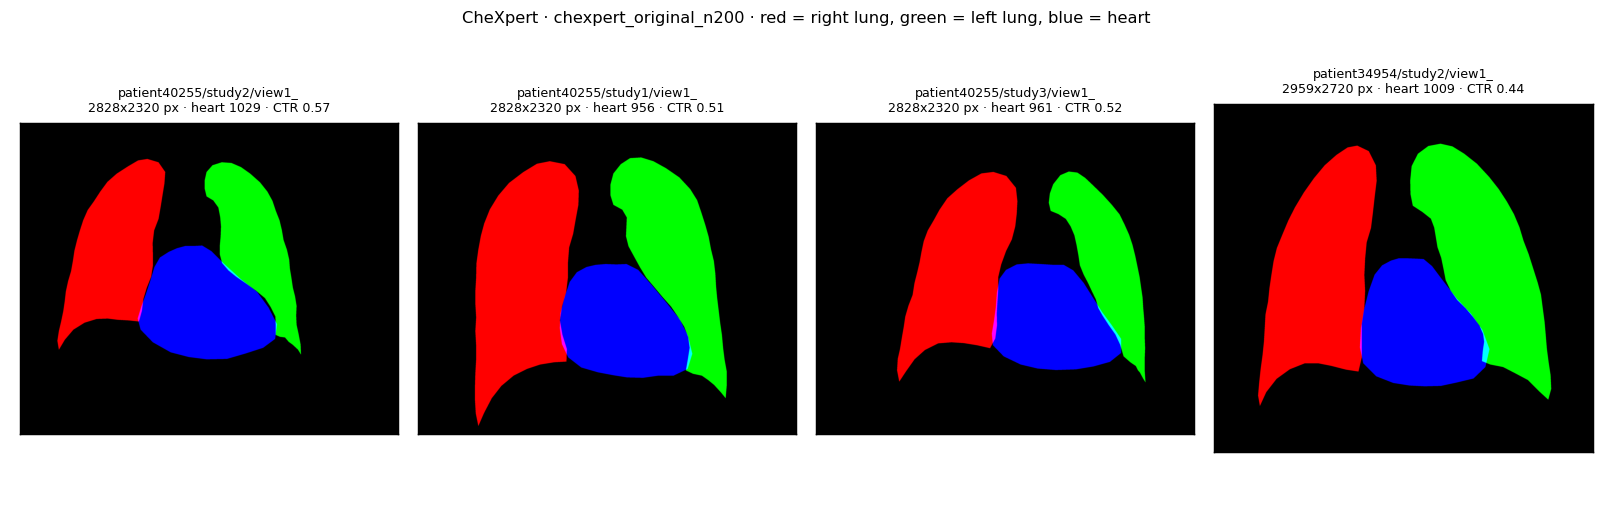 CheXpert · chexpert_original_n200 · red = right lung, green = left lung, blue = heart
patient40255/study2/view1_
2828x2320 px · heart 1029 · CTR 0.57
patient40255/study1/view1_
2828x2320 px · heart 956 · CTR 0.51
patient40255/study3/view1_
2828x2320 px · heart 961 · CTR 0.52
patient34954/study2/view1_
2959x2720 px · heart 1009 · CTR 0.44